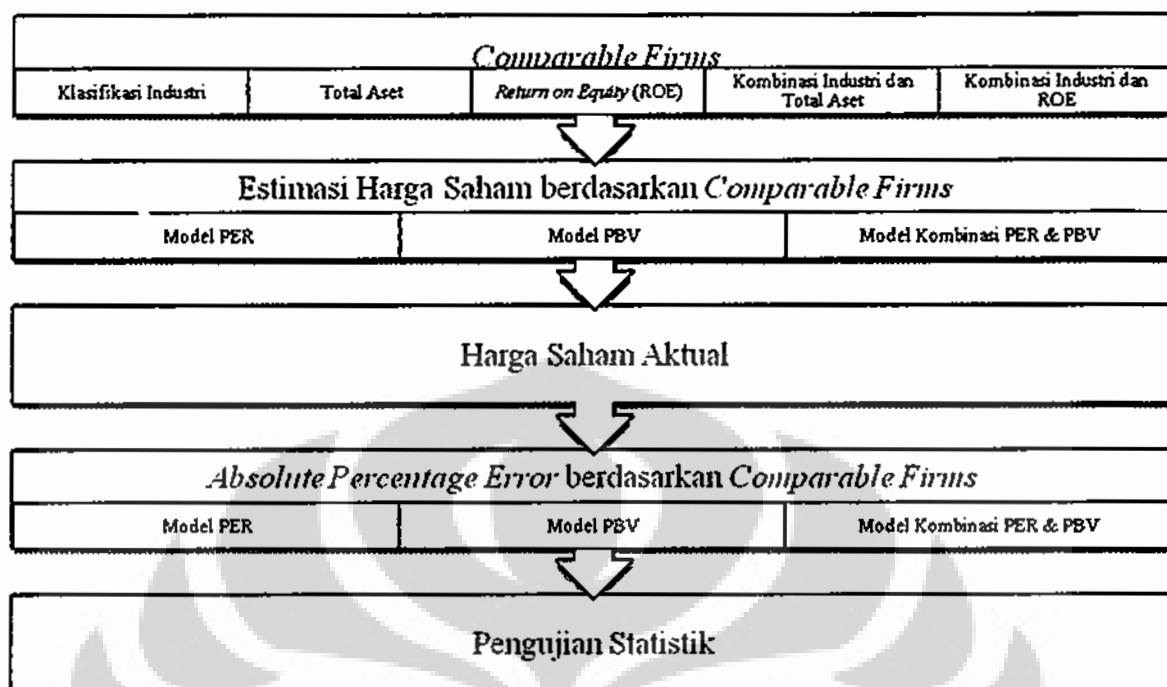 Comparable Firms
Klasifikasi Industri
Total Aset
Return on Equity (ROE)
Kombinasi Industri dan
Total Aset
Kombinasi Industri dan
ROE
Estimasi Harga Saham berdasarkan Comparable Firms
Model PER
Model PBV
Model Kombinasi PER & PBV
Harga Saham Aktual
Absolute Percentage Error berdasarkan Comparable Firms
Model PER
Model PBV
Model Kombinasi PER & PBV
Pengujian Statistik